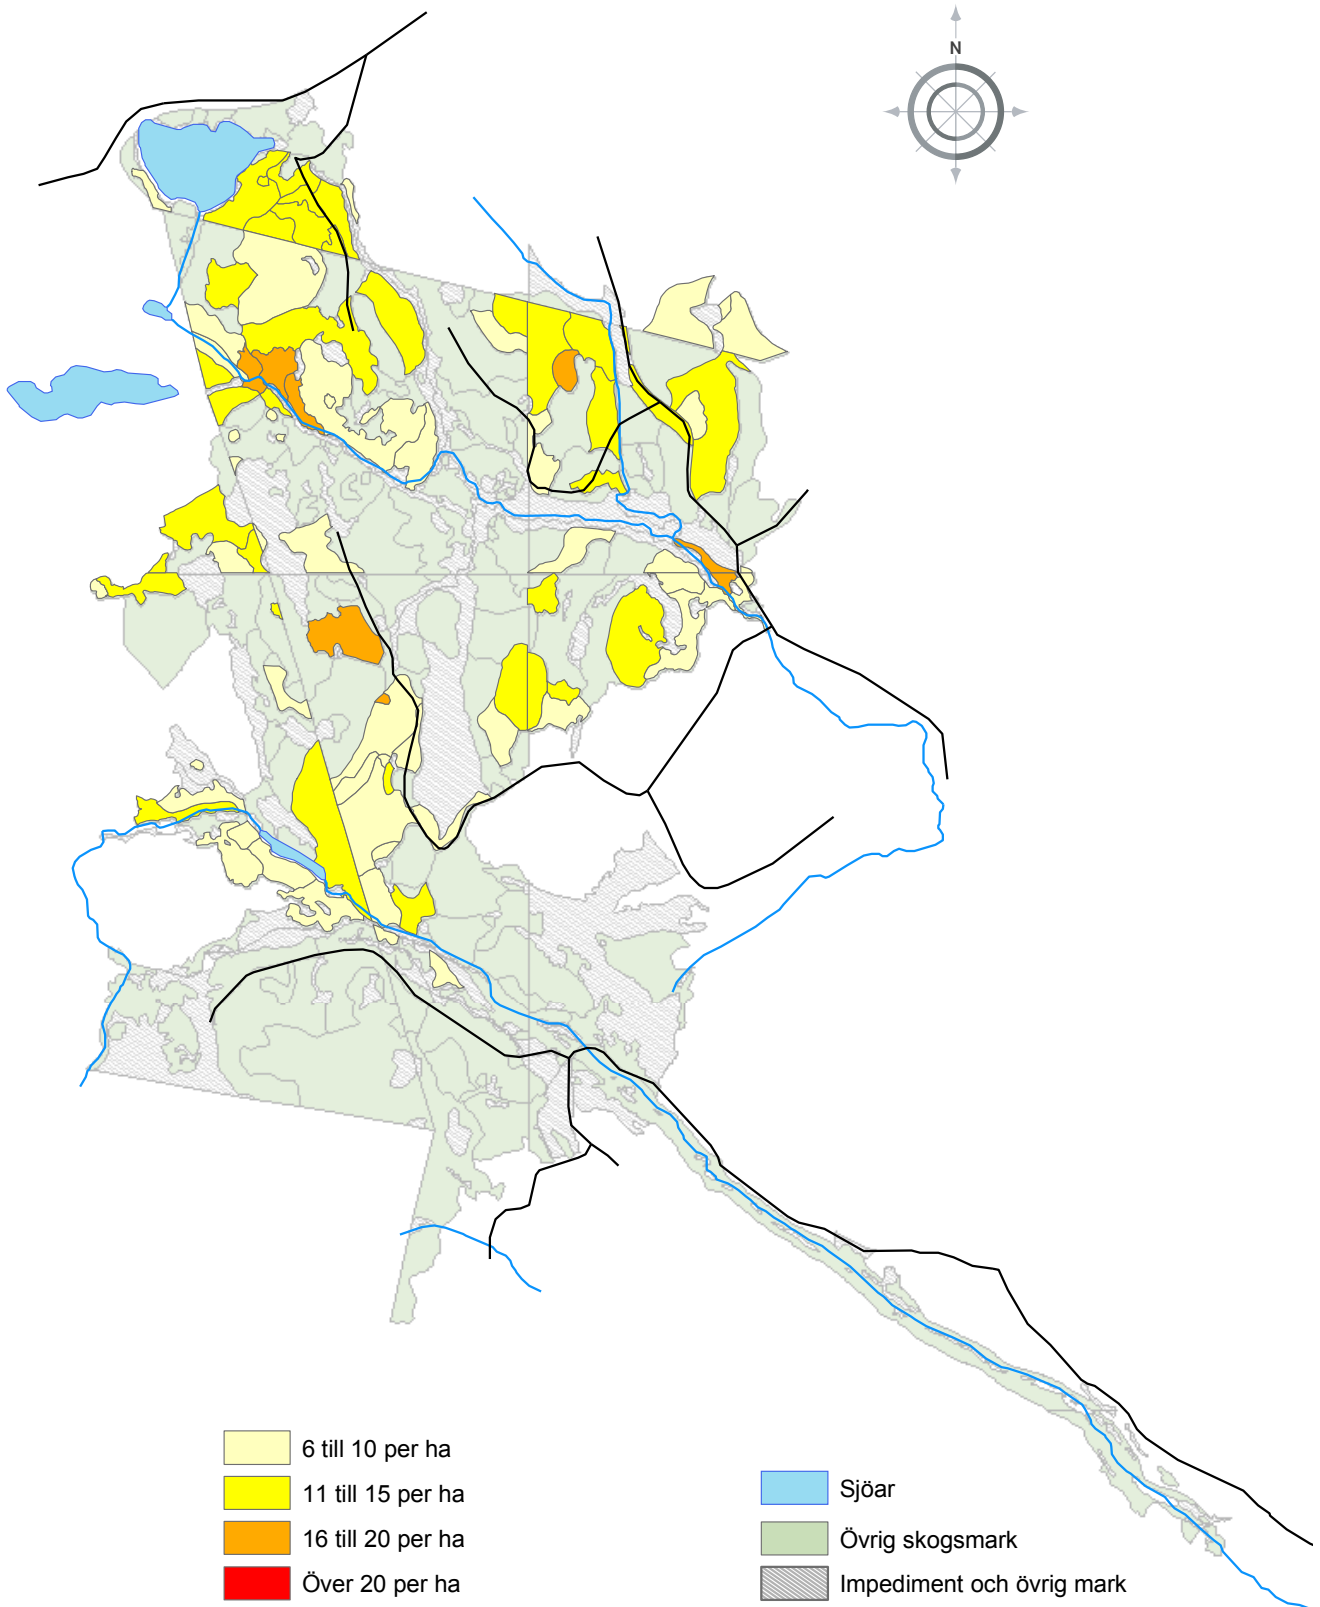 N
6 till 10 per ha
11 till 15 per ha
16 till 20 per ha
Över 20 per ha
Sjöar
Övrig skogsmark
Impediment och övrig mark